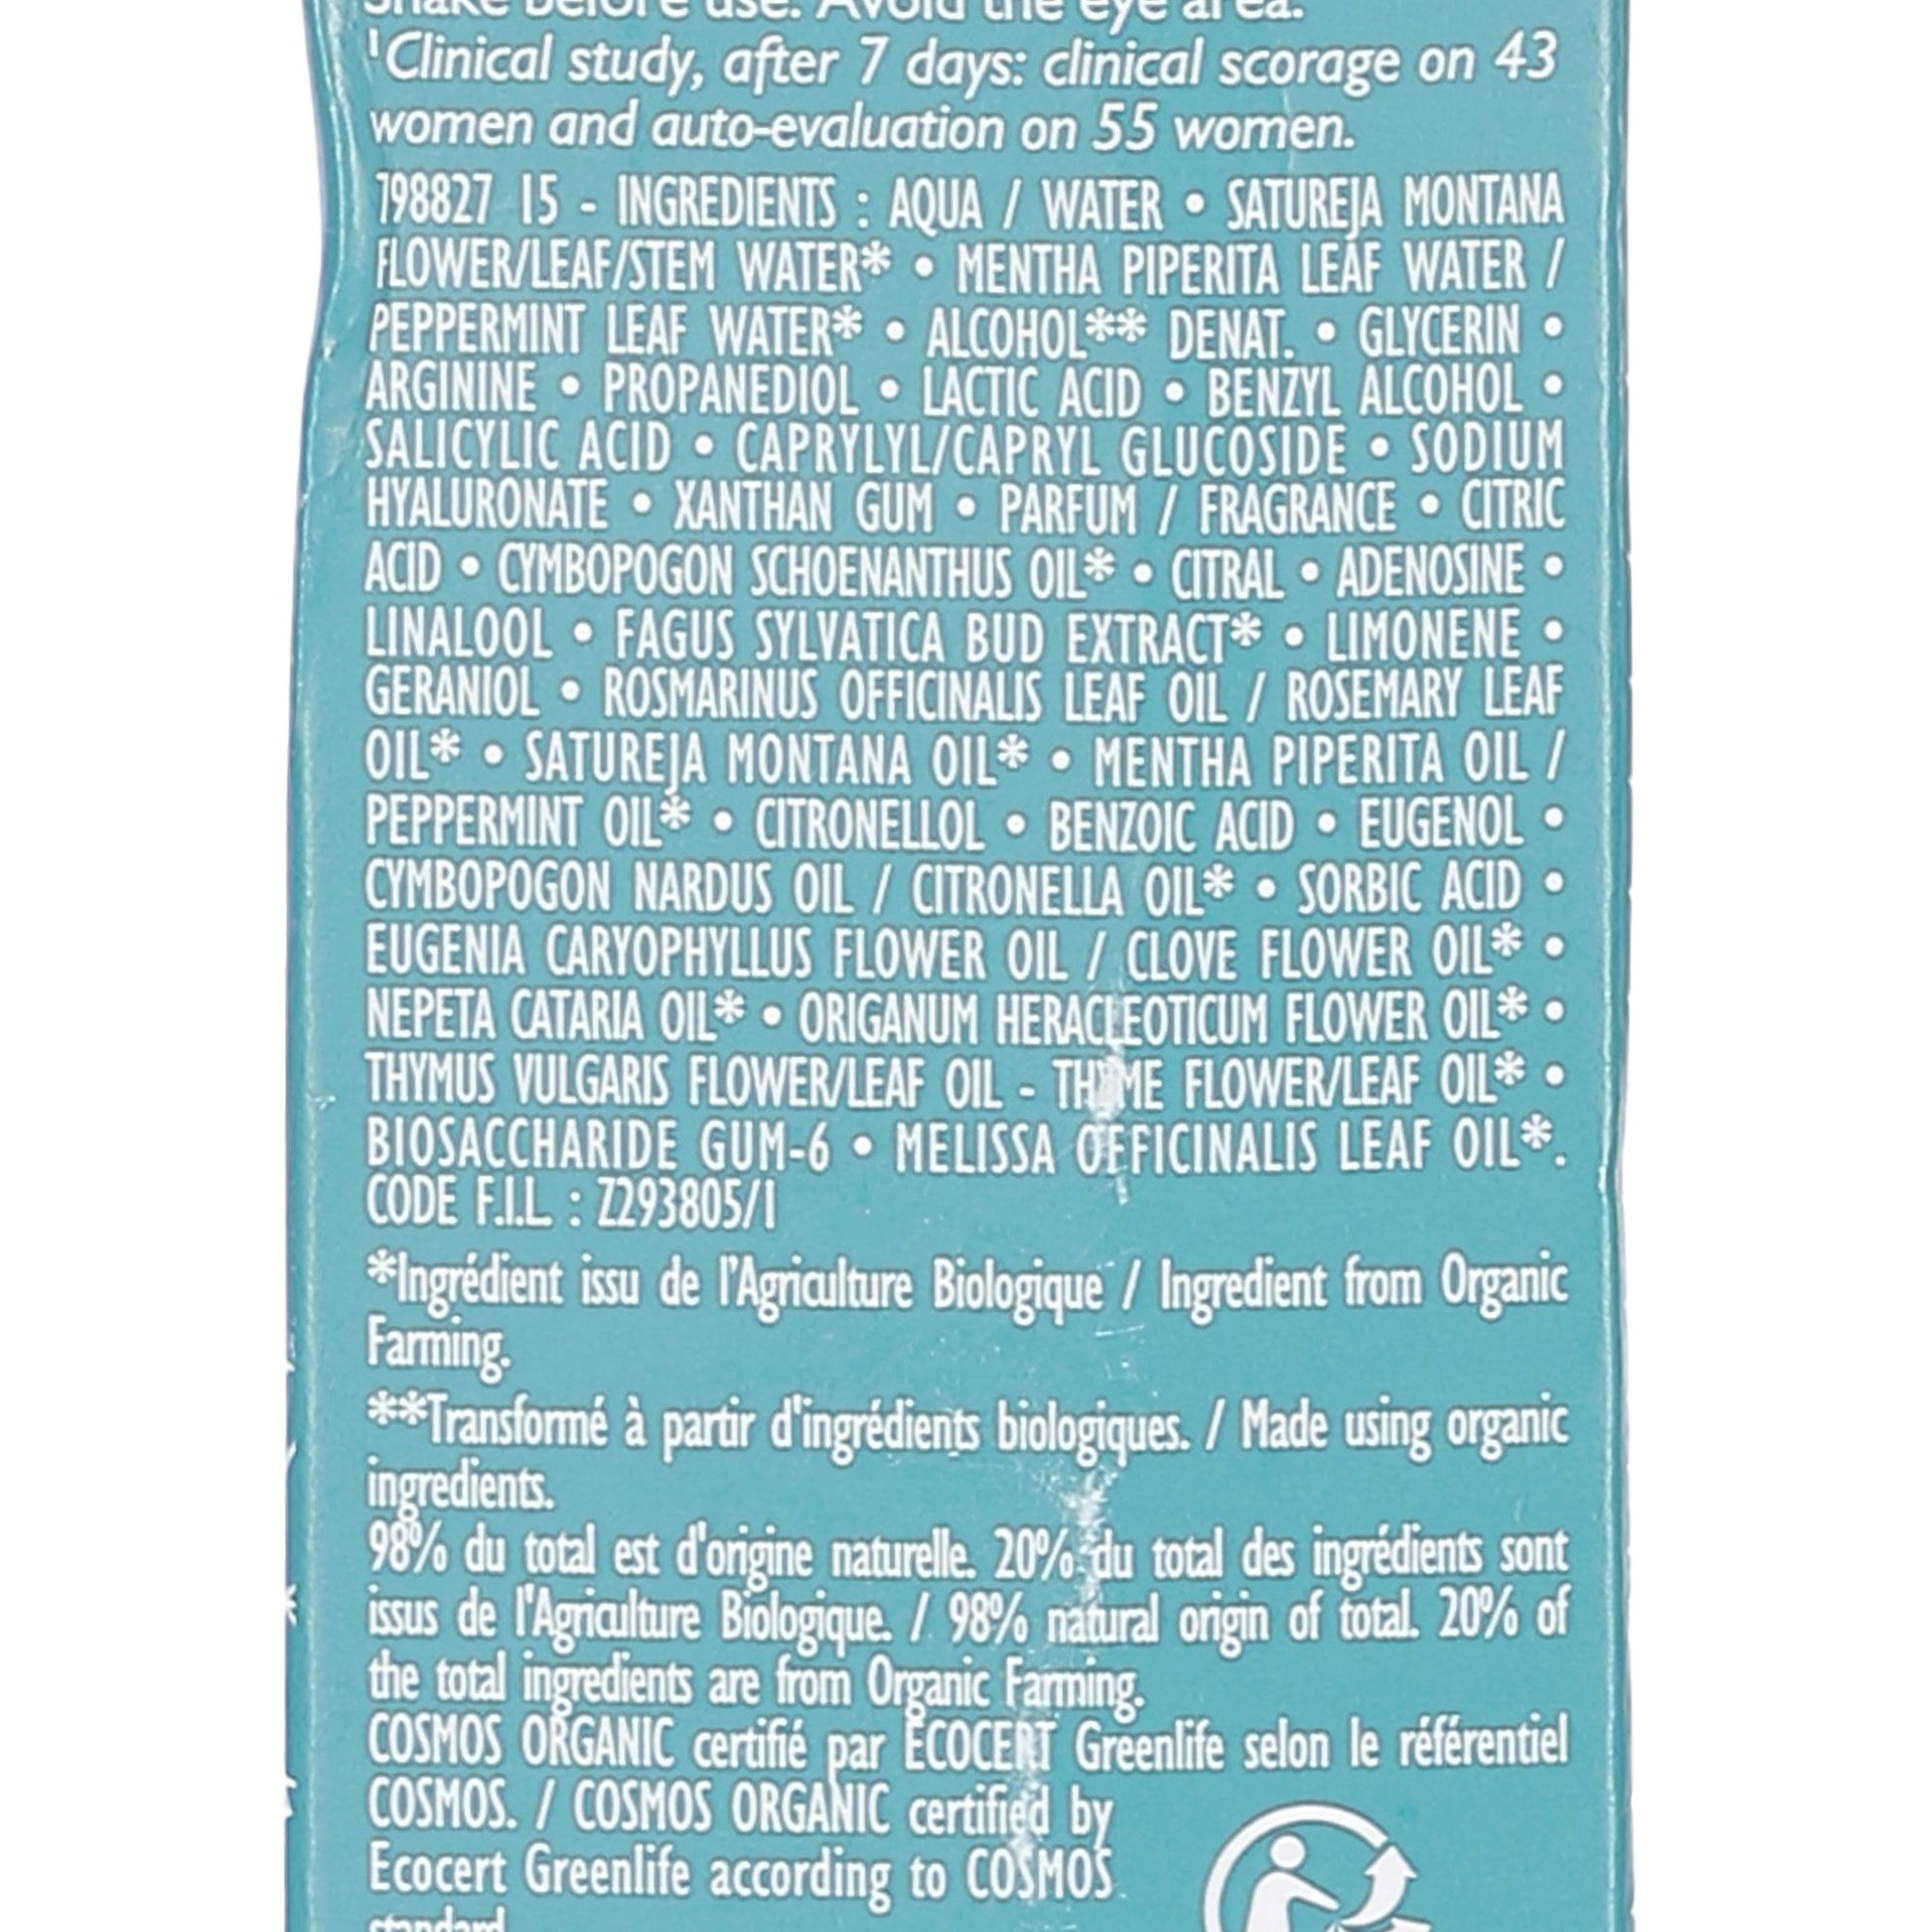 Shake before use. Avoid the eye area.
¹Clinical study, after 7 days: clinical scorage on 43
women and auto-evaluation on 55 women.
798827 15 - INGREDIENTS : AQUA / WATER • SATUREJA MONTANA
FLOWER/LEAF/STEM WATER* • MENTHA PIPERITA LEAF WATER /
PEPPERMINT LEAF WATER* • ALCOHOL** DENAT. • GLYCERIN •
ARGININE • PROPANEDIOL • LACTIC ACID • BENZYL ALCOHOL •
SALICYLIC ACID • CAPRYLYL/CAPRYL GLUCOSIDE • SODIUM
HYALURONATE • XANTHAN GUM • PARFUM / FRAGRANCE • CITRIC
ACID • CYMBOPOGON SCHOENANTHUS OIL* • CITRAL • ADENOSINE •
LINALOOL • FAGUS SYLVATICA BUD EXTRACT* • LIMONENE •
GERANIOL • ROSMARINUS OFFICINALIS LEAF OIL / ROSEMARY LEAF
OIL* • SATUREJA MONTANA OIL* • MENTHA PIPERITA OIL /
PEPPERMINT OIL* • CITRONELLOL • BENZOIC ACID • EUGENOL •
CYMBOPOGON NARDUS OIL / CITRONELLA OIL* • SORBIC ACID •
EUGENIA CARYOPHYLLUS FLOWER OIL / CLOVE FLOWER OIL* •
NEPETA CATARIA OIL* • ORIGANUM HERACLEOTICUM FLOWER OIL* •
THYMUS VULGARIS FLOWER/LEAF OIL - THYME FLOWER/LEAF OIL* •
BIOSACCHARIDE GUM-6 • MELISSA OFFICINALIS LEAF OIL*.
CODE F.I.L. : Z293805/1
*Ingrédient issu de l'Agriculture Biologique / Ingredient from Organic
Farming.
**Transformé à partir d'ingrédients biologiques. / Made using organic
ingredients.
98% du total est d'origine naturelle. 20% du total des ingrédients sont
issus de l'Agriculture Biologique. / 98% natural origin of total. 20% of
the total ingredients are from Organic Farming.
COSMOS ORGANIC certifié par ECOCERT Greenlife selon le référentiel
COSMOS. / COSMOS ORGANIC certified by
Ecocert Greenlife according to COSMOS
standard